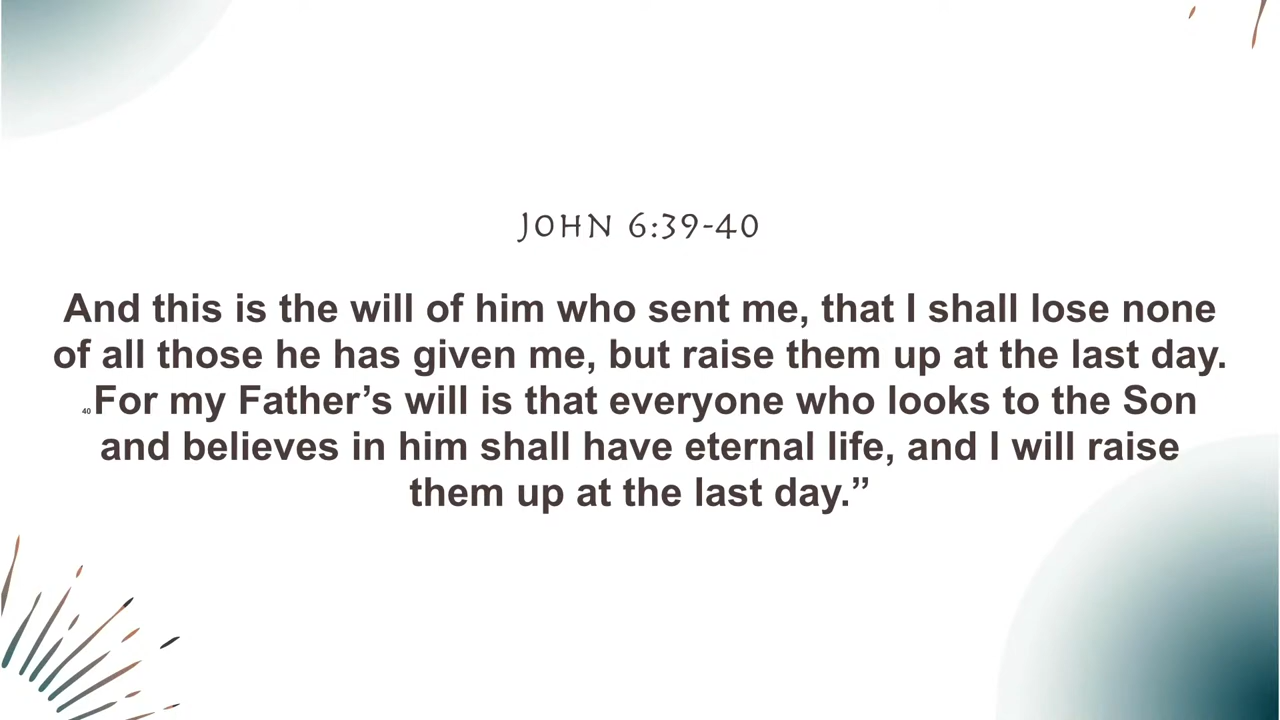 JOHN 6:39-40
And this is the will of him who sent me, that I shall lose none
of all those he has given me, but raise them up at the last day.
40 For my Father’s will is that everyone who looks to the Son
and believes in him shall have eternal life, and I will raise
them up at the last day.”